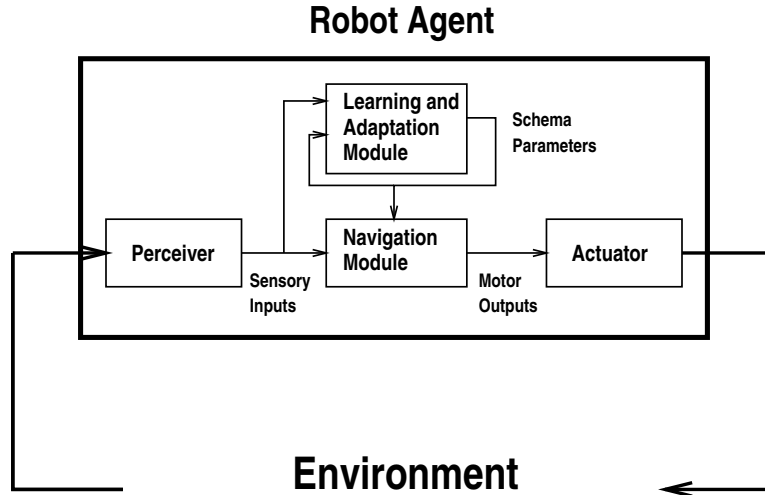 Robot Agent
Learning and
Adaptation
Module
Schema
Parameters
Perceiver
Navigation
Module
Actuator
Sensory
Inputs
Motor
Outputs
Environment